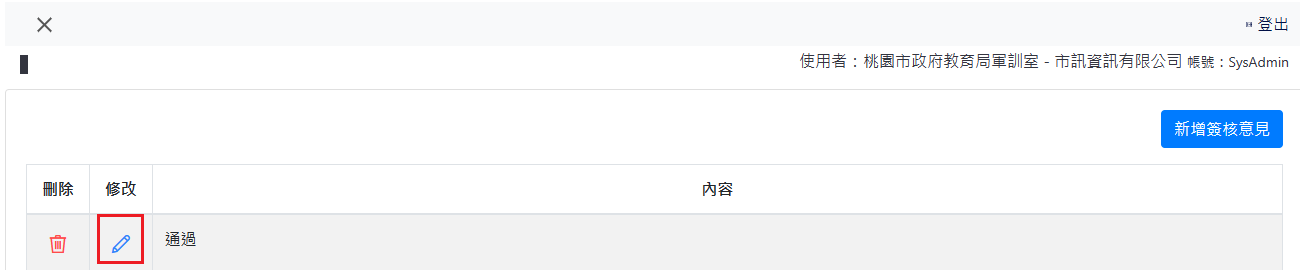 登出
使用者：桃園市政府教育局軍訓室 - 市訊資訊有限公司 帳號：SysAdmin
新增簽核意見
刪除 修改 內容
通過